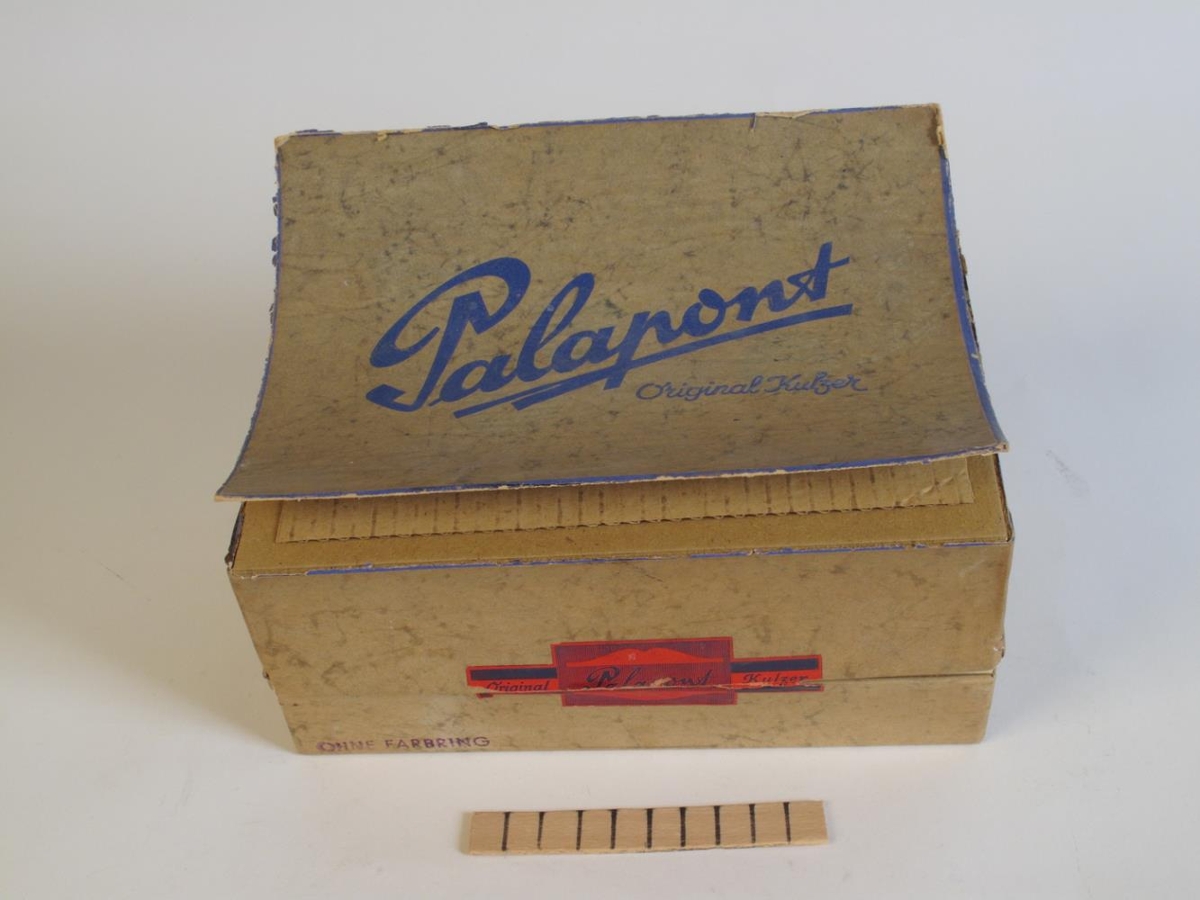 Palapont
Original Kulzer
Original Palapont Kulzer
OHNE FARBRING